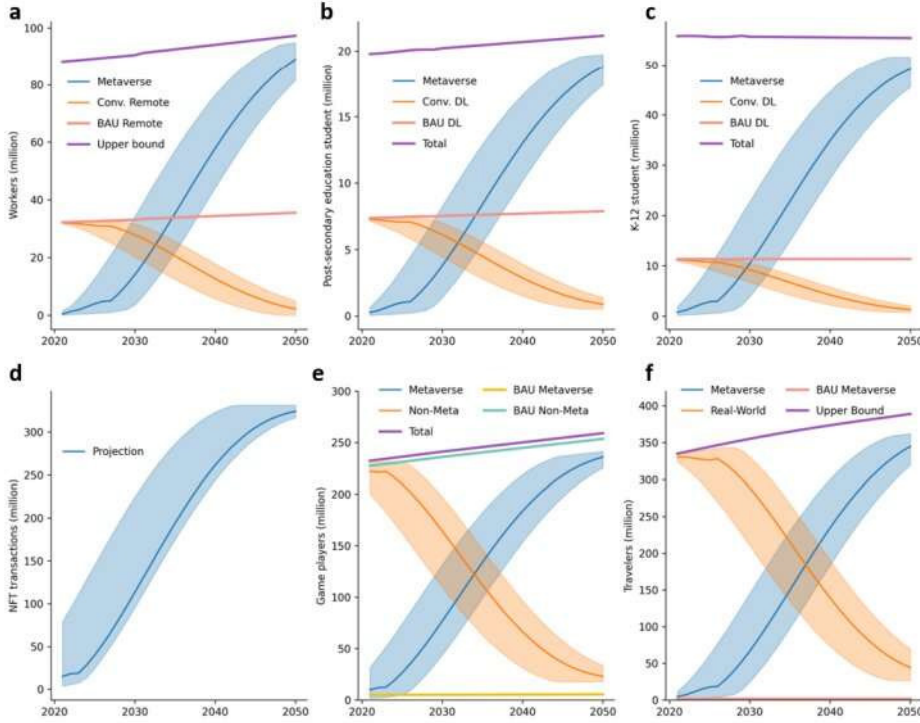 a
100
80
60
40
20
0
Workers (million)
Metaverse
Conv. Remote
BAU Remote
Upper bound
2020 2030 2040 2050
b
20
15
10
5
0
Post-secondary education student (million)
Metaverse
Conv. DL
BAU DL
Total
2020 2030 2040 2050
c
50
40
30
20
10
0
K-12 student (million)
Metaverse
Conv. DL
BAU DL
Total
2020 2030 2040 2050
d
300
250
200
150
100
50
0
NFT transactions (million)
Projection
2020 2030 2040 2050
e
300
250
200
150
100
50
0
Game players (million)
Metaverse BAU Metaverse
Non-Meta BAU Non-Meta
Total
2020 2030 2040 2050
f
400
350
300
250
200
150
100
50
0
Travelers (million)
Metaverse BAU Metaverse
Real-World Upper Bound
2020 2030 2040 2050